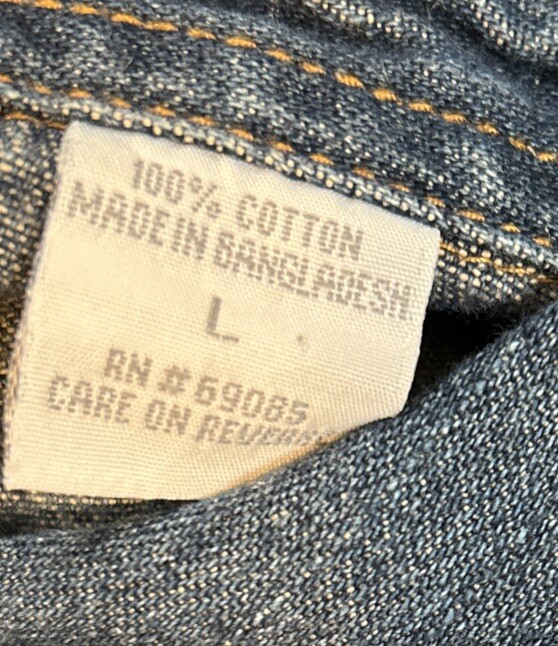 100% COTTON
MADE IN BANGLADESH
L
RN # 69085
CARE ON REVERSE